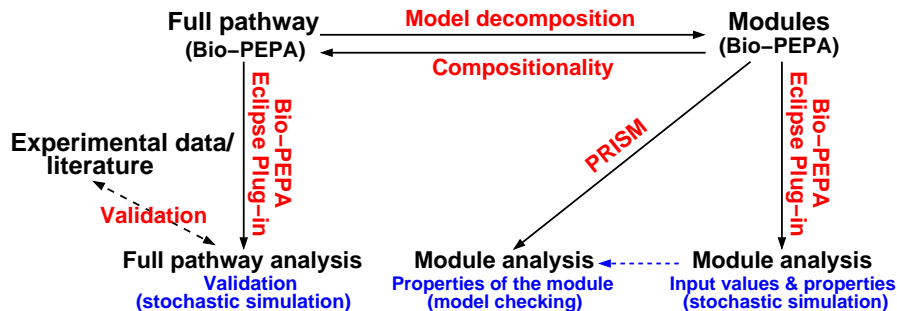 Full pathway
(Bio–PEPA)
Model decomposition
Compositionality
Modules
(Bio–PEPA)
Bio–PEPA
Eclipse Plug–in
PRISM
Bio–PEPA
Eclipse Plug–in
Experimental data/
literature
Validation
Full pathway analysis
Validation
(stochastic simulation)
Module analysis
Properties of the module
(model checking)
Module analysis
Input values & properties
(stochastic simulation)